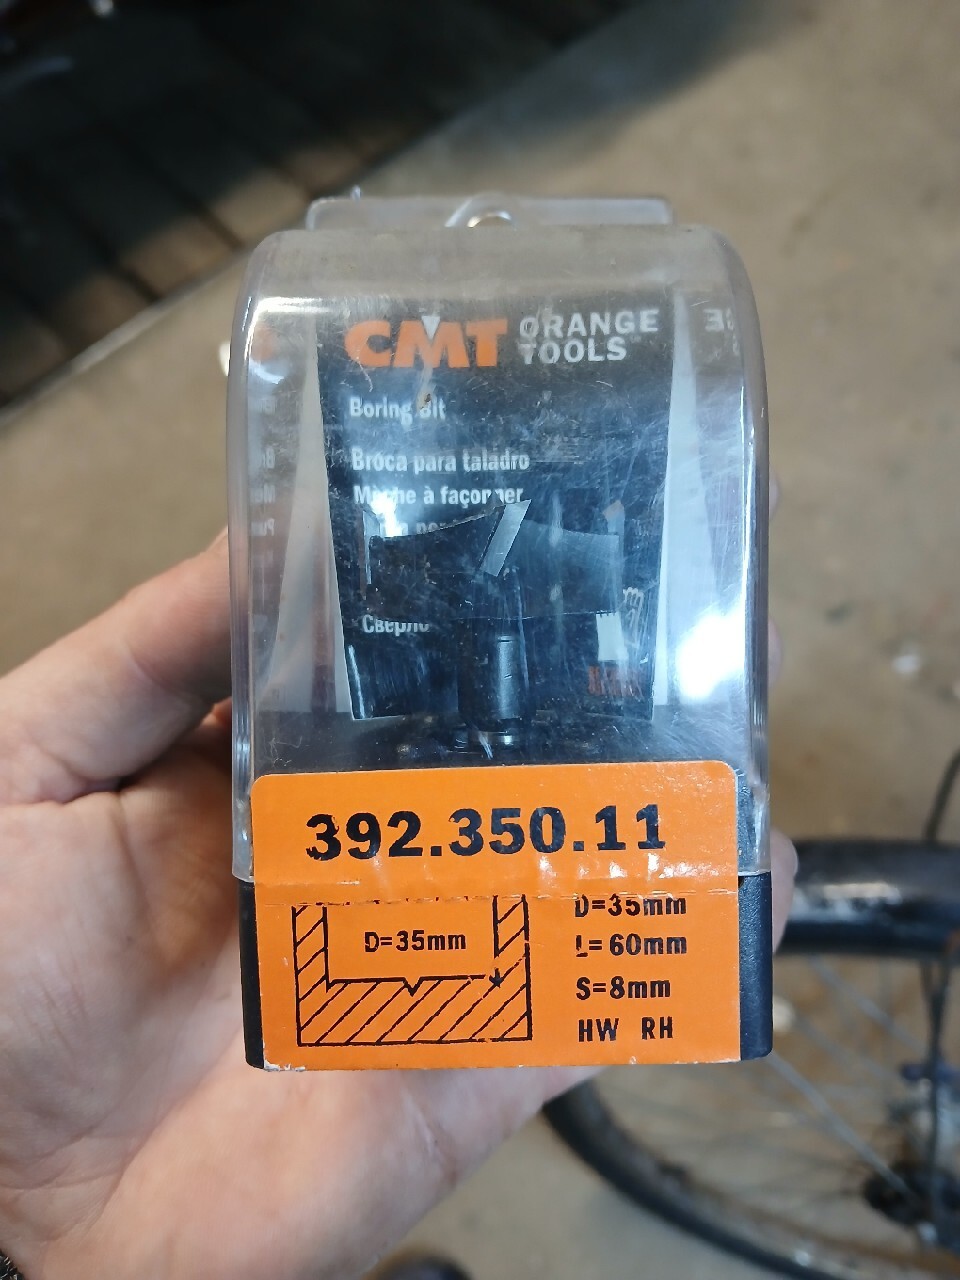 CMT ORANGE TOOLS
Boring Bit
Broca para taladro
Mèche à façonner
Сверло
392.350.11
D=35mm
D=35mm
L=60mm
S=8mm
HW RH